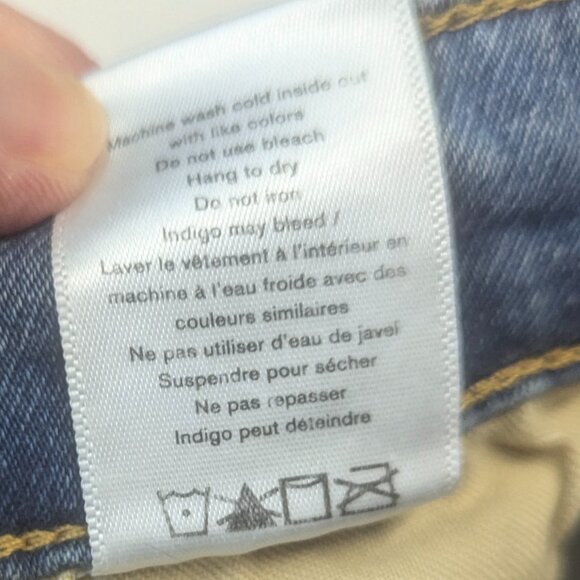 Machine wash cold inside out
with like colors
Do not use bleach
Hang to dry
Do not iron
Indigo may bleed /
Laver le vêtement à l'intérieur en
machine à l'eau froide avec des
couleurs similaires
Ne pas utiliser d'eau de javel
Suspendre pour sécher
Ne pas repasser
Indigo peut déteindre